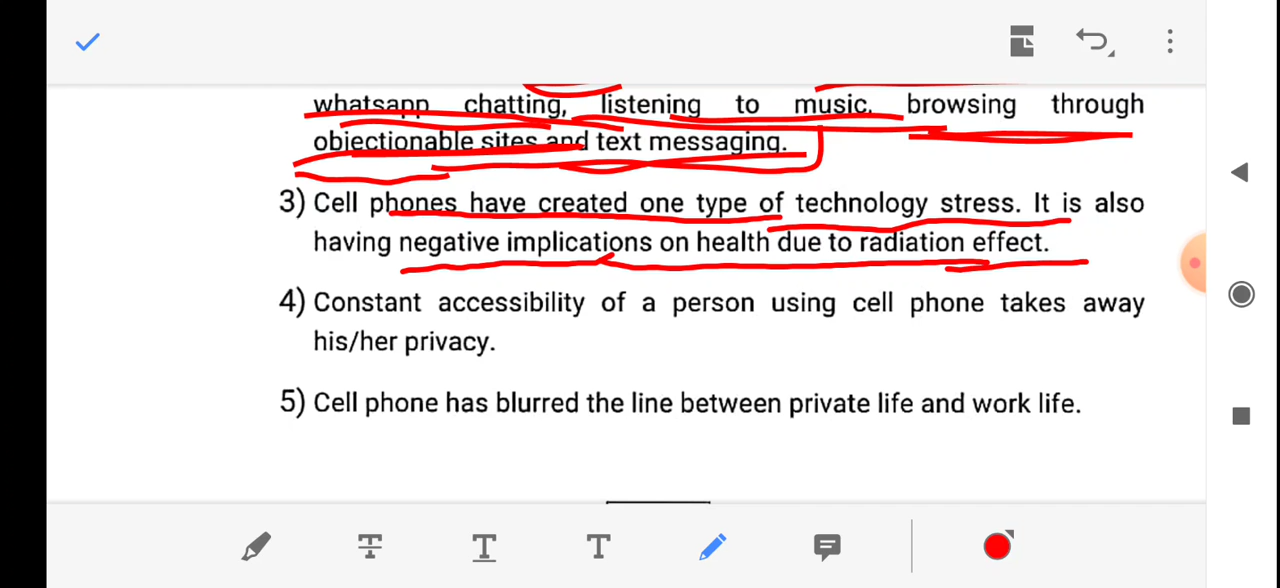 whatsapp chatting, listening to music, browsing through
objectionable sites and text messaging.
3) Cell phones have created one type of technology stress. It is also
having negative implications on health due to radiation effect.
4) Constant accessibility of a person using cell phone takes away
his/her privacy.
5) Cell phone has blurred the line between private life and work life.